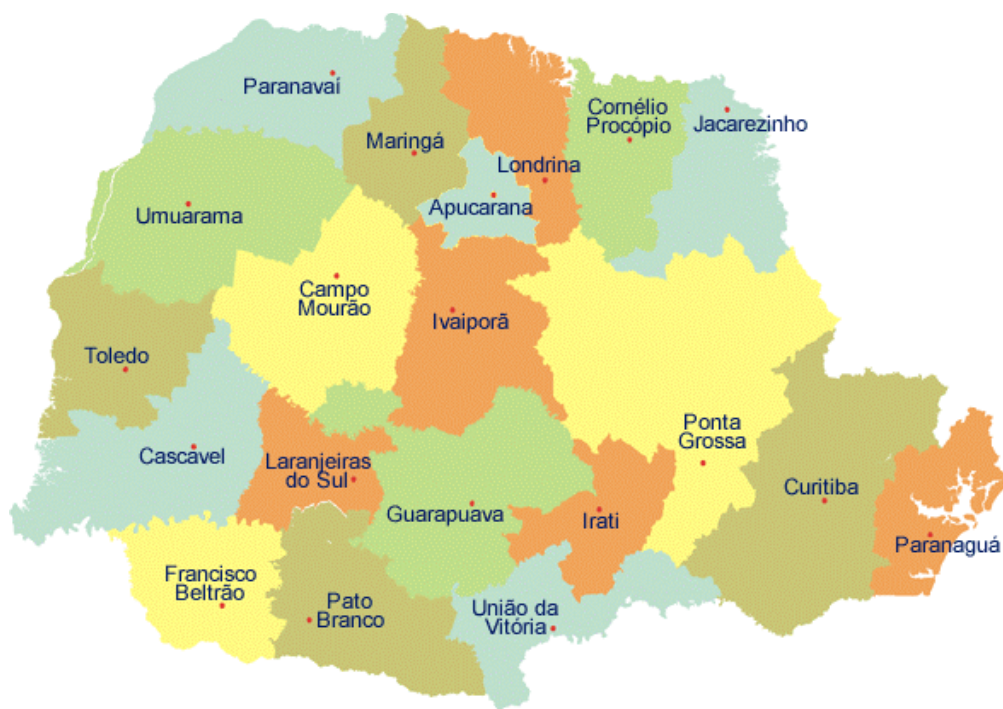 Paranavaí
Maringá
Cornélio
Procópio
Jacarezinho
Londrina
Apucarana
Umuarama
Campo
Mourão
Ivaiporã
Toledo
Ponta
Grossa
Cascavel
Laranjeiras
do Sul
Guarapuava
Irati
Curitiba
Paranaguá
Francisco
Beltrão
Pato
Branco
União da
Vitória